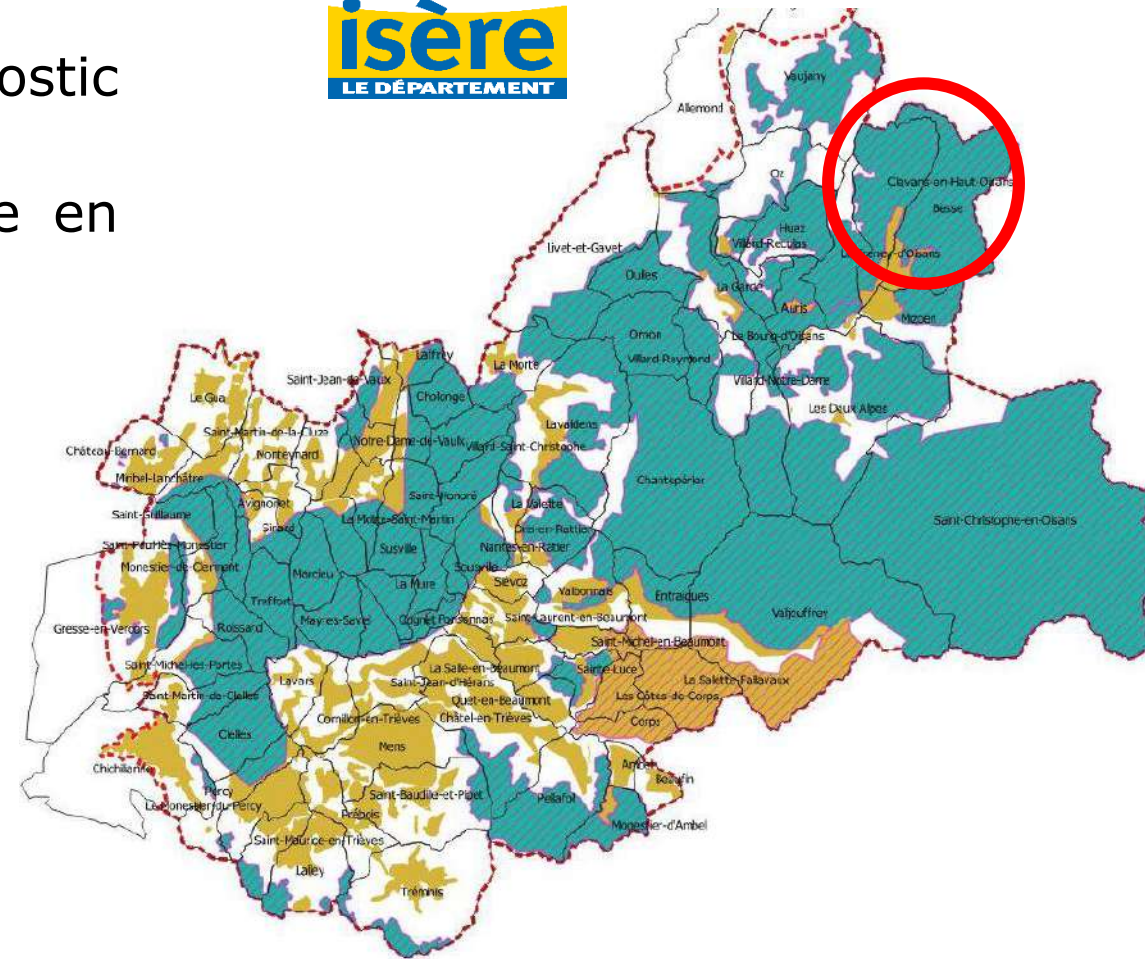 ostic
isère
LE DÉPARTEMENT
e en
Vaujany
Allemond
Oz
Clavans-en-Haut-Oisans
Besse
Huez
Villard-Reculas
Livet-et-Gavet
Oulles
La Garde
Auris
Mizoen
Ornon
Le Bourg-d'Oisans
Villard-Reymond
Villard-Notre-Dame
Les Deux Alpes
Laffrey
La Morte
Saint-Jean-de-Vaulx
Cholonge
Le Gua
Saint-Martin-de-la-Cluze
Notre-Dame-de-Vaulx
Villard-Saint-Christophe
Lavaldens
Château-Bernard
Monteynard
Miribel-Lanchâtre
Chantepérier
Saint-Honoré
Avignonet
La Valette
Saint-Guillaume
Sinard
La Motte-Saint-Martin
Saint-Christophe-en-Oisans
Oris-en-Rattier
Saint-Paul-lès-Monestier
Susville
Nantes-en-Ratier
Monestier-de-Clermont
Marcieu
Sousville
La Mure
Siévoz
Valbonnais
Entraigues
Treffort
Valjouffrey
Gresse-en-Vercors
Roissard
Mayres-Savel
Saint-Laurent-en-Beaumont
Saint-Michel-en-Beaumont
Saint-Michel-les-Portes
La Salle-en-Beaumont
Sainte-Luce
La Salette-Fallavaux
Lavars
Saint-Jean-d'Hérans
Saint-Martin-de-Clelles
Quet-en-Beaumont
Les Côtes-de-Corps
Cornillon-en-Trièves
Châtel-en-Trièves
Corps
Clelles
Mens
Chichilianne
Ambel
Beaufin
Percy
Saint-Baudille-et-Pipet
Pellafol
Le Monestier-du-Percy
Prébois
Monestier-d'Ambel
Saint-Maurice-en-Trièves
Lalley
Tréminis